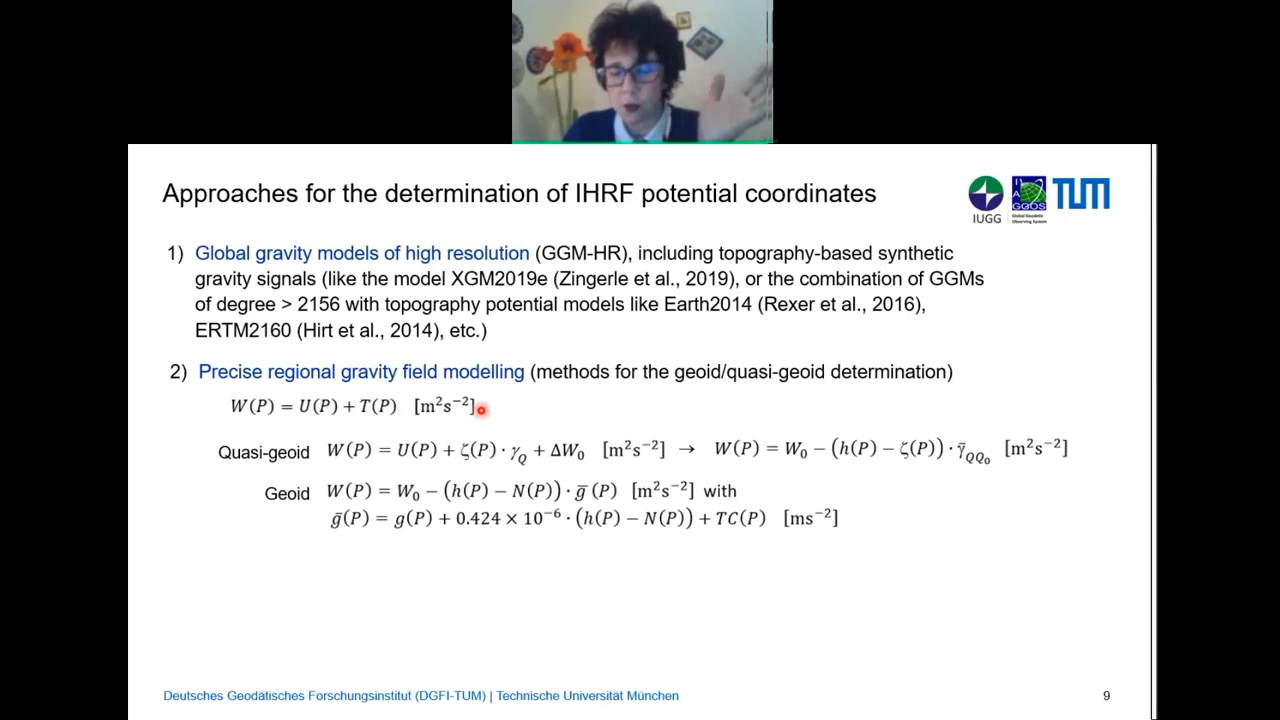 Approaches for the determination of IHRF potential coordinates
IUGG
GGOS
Global Geodetic
Observing System
TUM
1) Global gravity models of high resolution (GGM-HR), including topography-based synthetic
gravity signals (like the model XGM2019e (Zingerle et al., 2019), or the combination of GGMs
of degree > 2156 with topography potential models like Earth2014 (Rexer et al., 2016),
ERTM2160 (Hirt et al., 2014), etc.)
2) Precise regional gravity field modelling (methods for the geoid/quasi-geoid determination)
W(P) = U(P) + T(P) [m²s⁻²]
Quasi-geoid W(P) = U(P) + ζ(P) · γ_Q + ΔW₀ [m²s⁻²] → W(P) = W₀ − (h(P) − ζ(P)) · γ̄_QQ₀ [m²s⁻²]
Geoid W(P) = W₀ − (h(P) − N(P)) · g̅ (P) [m²s⁻²] with
g̅(P) = g(P) + 0.424 × 10⁻⁶ · (h(P) − N(P)) + TC(P) [ms⁻²]
Deutsches Geodätisches Forschungsinstitut (DGFI-TUM) | Technische Universität München
9